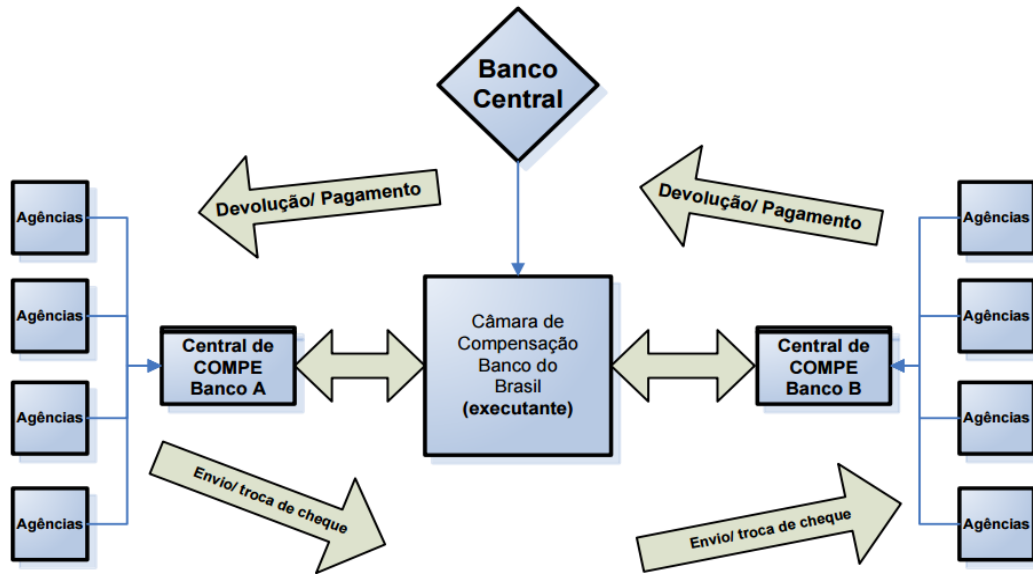 Banco
Central
Devolução/ Pagamento
Devolução/ Pagamento
Agências
Agências
Agências
Agências
Central de
COMPE
Banco A
Câmara de
Compensação
Banco do
Brasil
(executante)
Central de
COMPE
Banco B
Agências
Agências
Agências
Agências
Envio/ troca de cheque
Envio/ troca de cheque